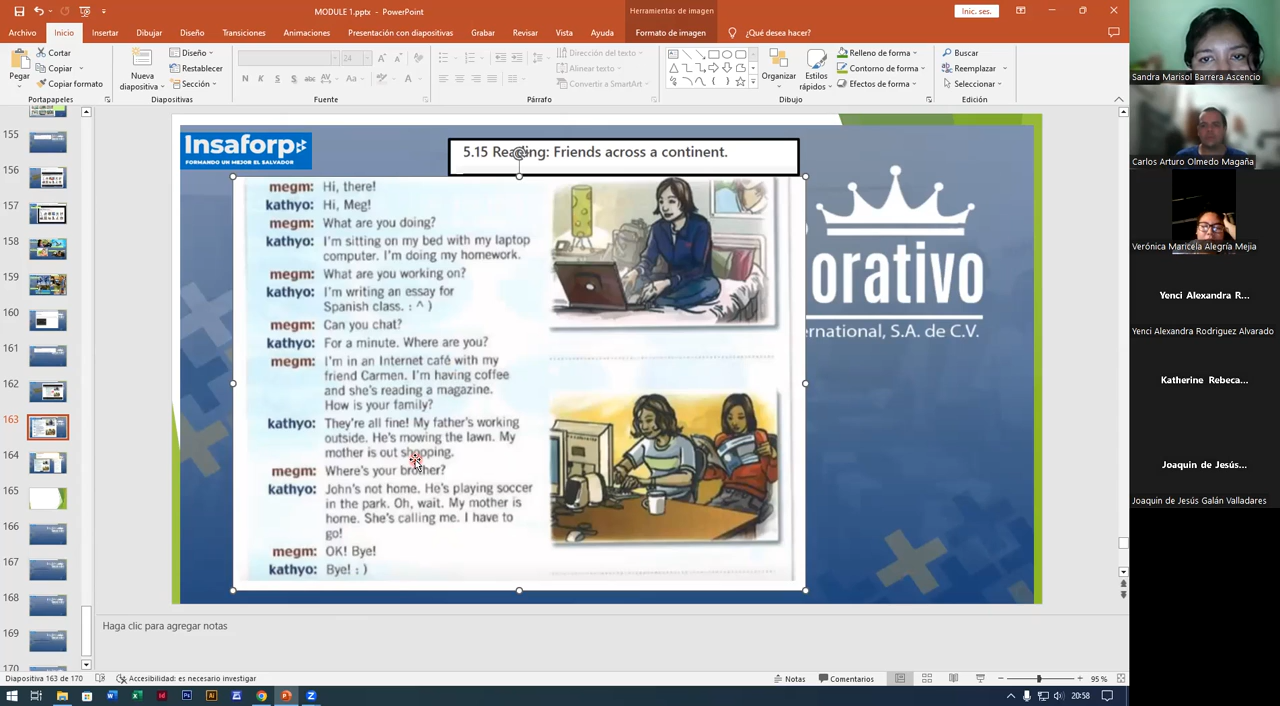 MODULE 1.pptx - PowerPoint
Herramientas de imagen
Inic. ses.
Archivo Inicio Insertar Dibujar Diseño Transiciones Animaciones Presentación con diapositivas Grabar Revisar Vista Ayuda Formato de imagen ¿Qué desea hacer?
Pegar
Cortar
Copiar
Copiar formato
Portapapeles
Nueva diapositiva
Diseño
Restablecer
Sección
Diapositivas
24
N K S S abc AV Aa A
Fuente
Dirección del texto
Alinear texto
Convertir a SmartArt
Párrafo
Organizar
Estilos rápidos
Relleno de forma
Contorno de forma
Efectos de forma
Dibujo
Buscar
Reemplazar
Seleccionar
Edición
155
156
157
158
159
160
161
162
163
164
165
166
167
168
169
170
Insaforp
FORMANDO UN MEJOR EL SALVADOR
5.15 Reading: Friends across a continent.
megm: Hi, there!
kathyo: Hi, Meg!
megm: What are you doing?
kathyo: I'm sitting on my bed with my laptop
computer. I'm doing my homework.
megm: What are you working on?
kathyo: I'm writing an essay for
Spanish class. : ^ )
megm: Can you chat?
kathyo: For a minute. Where are you?
megm: I'm in an Internet café with my
friend Carmen. I'm having coffee
and she's reading a magazine.
How is your family?
kathyo: They're all fine! My father's working
outside. He's mowing the lawn. My
mother is out shopping.
megm: Where's your brother?
kathyo: John's not home. He's playing soccer
in the park. Oh, wait. My mother is
home. She's calling me. I have to
go!
megm: OK! Bye!
kathyo: Bye! : )
orativo
ernational, S.A. de C.V.
Haga clic para agregar notas
Diapositiva 163 de 170
Accesibilidad: es necesario investigar
Notas
Comentarios
95 %
20:58
Sandra Marisol Barrera Ascencio
Carlos Arturo Olmedo Magaña
Verónica Maricela Alegría Mejia
Yenci Alexandra R...
Yenci Alexandra Rodriguez Alvarado
Katherine Rebeca...
Joaquin de Jesús...
Joaquin de Jesús Galán Valladares